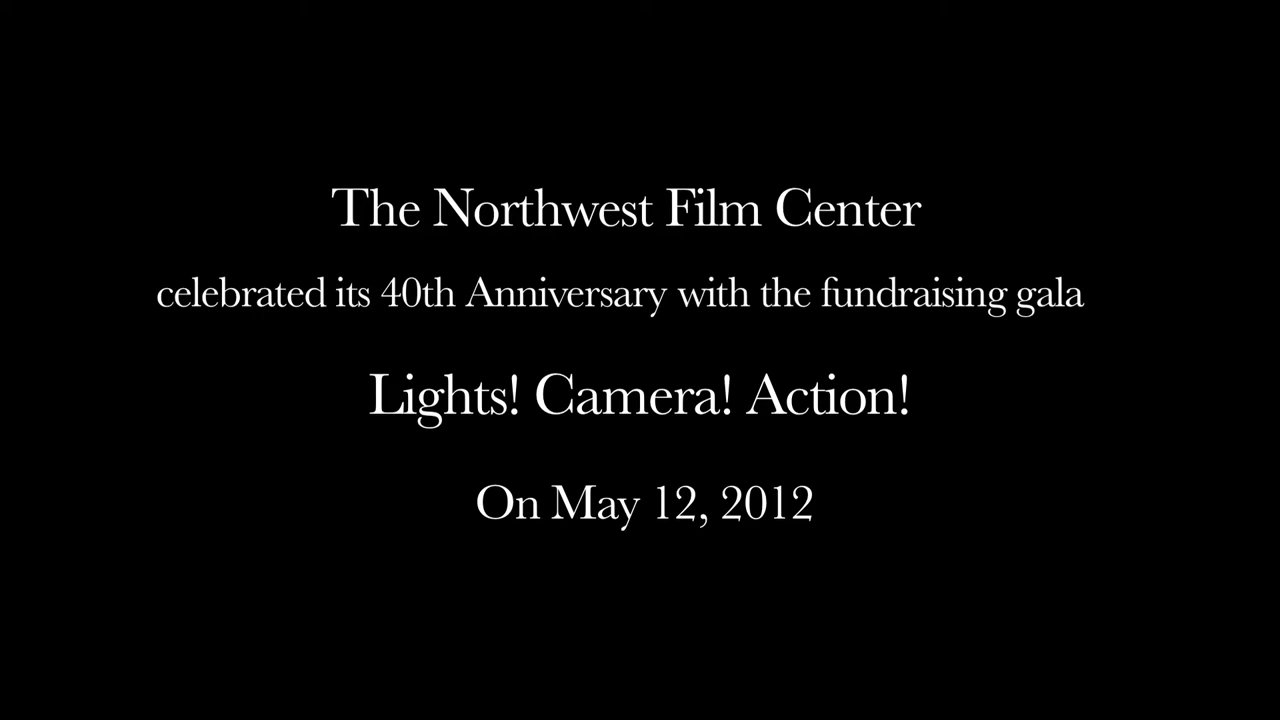 The Northwest Film Center
celebrated its 40th Anniversary with the fundraising gala
Lights! Camera! Action!
On May 12, 2012